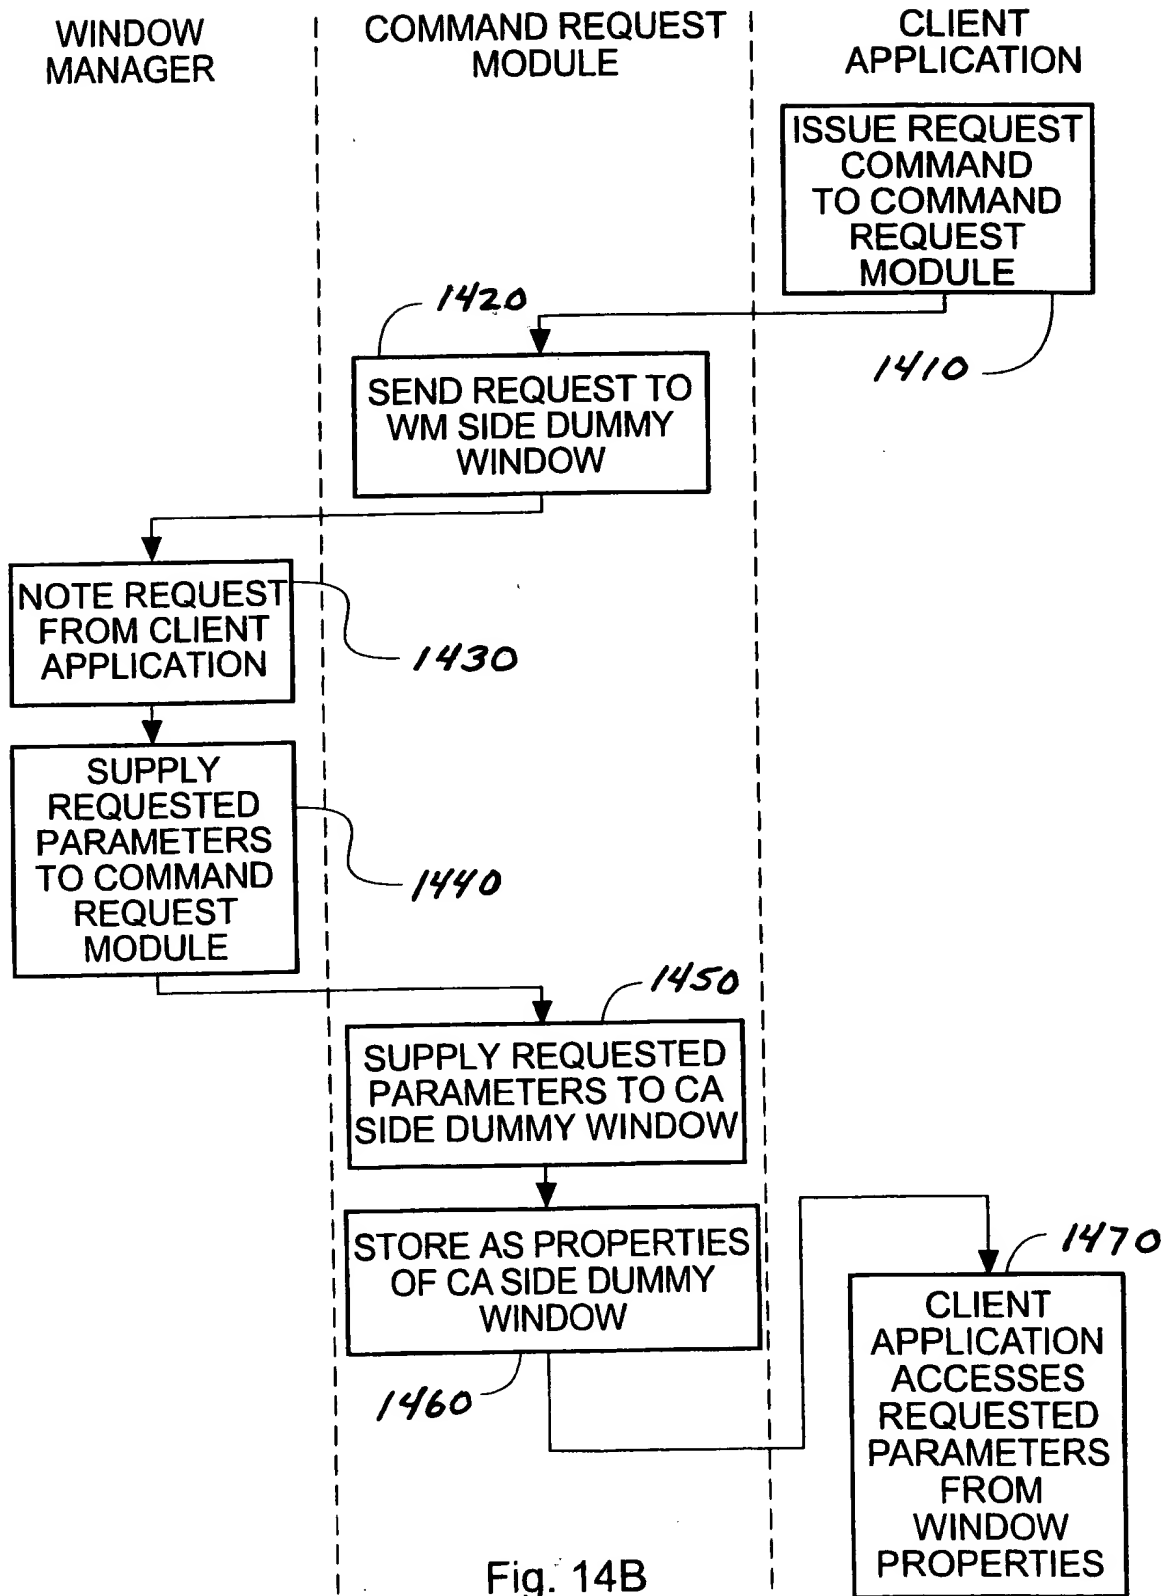 WINDOW
MANAGER
COMMAND REQUEST
MODULE
CLIENT
APPLICATION
ISSUE REQUEST
COMMAND
TO COMMAND
REQUEST
MODULE
1410
1420
SEND REQUEST TO
WM SIDE DUMMY
WINDOW
NOTE REQUEST
FROM CLIENT
APPLICATION
1430
SUPPLY
REQUESTED
PARAMETERS
TO COMMAND
REQUEST
MODULE
1440
1450
SUPPLY REQUESTED
PARAMETERS TO CA
SIDE DUMMY WINDOW
STORE AS PROPERTIES
OF CA SIDE DUMMY
WINDOW
1460
1470
CLIENT
APPLICATION
ACCESSES
REQUESTED
PARAMETERS
FROM
WINDOW
PROPERTIES
Fig. 14B